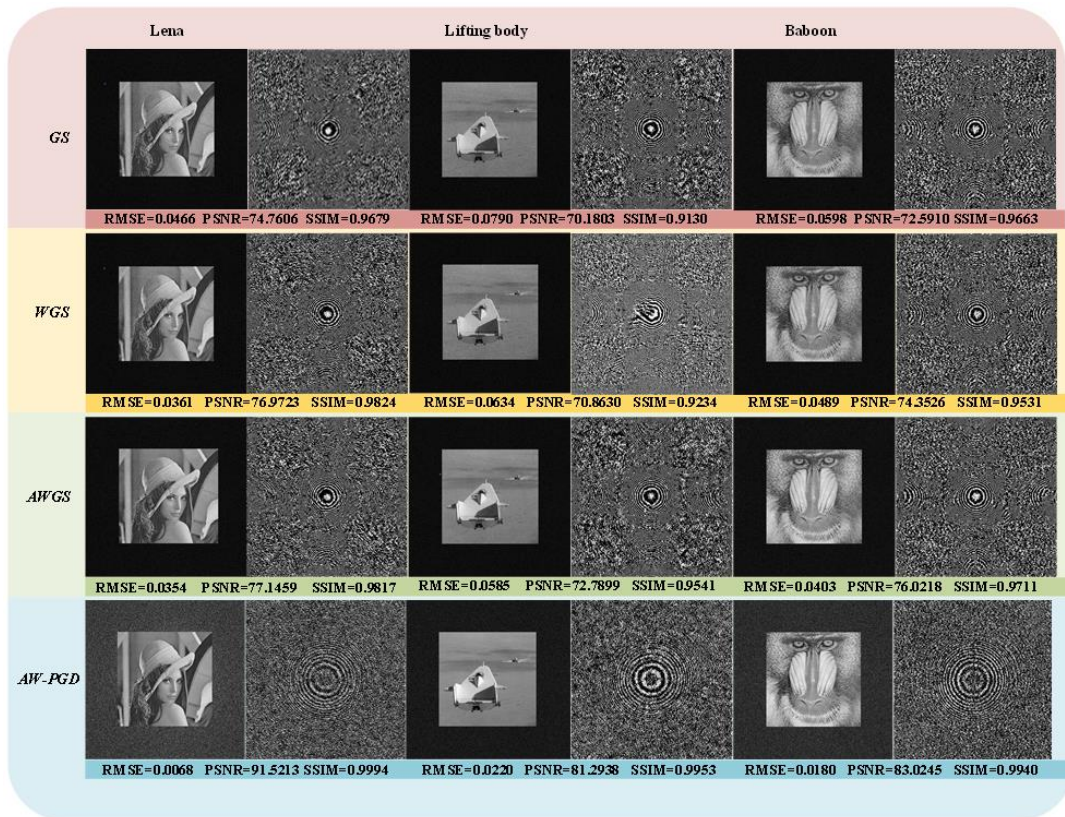 Lena Lifting body Baboon
GS
RMSE=0.0466 PSNR=74.7606 SSIM=0.9679 RMSE=0.0790 PSNR=70.1803 SSIM=0.9130 RMSE=0.0598 PSNR=72.5910 SSIM=0.9663
WGS
RMSE=0.0361 PSNR=76.9723 SSIM=0.9824 RMSE=0.0634 PSNR=70.8630 SSIM=0.9234 RMSE=0.0489 PSNR=74.3526 SSIM=0.9531
AWGS
RMSE=0.0354 PSNR=77.1459 SSIM=0.9817 RMSE=0.0585 PSNR=72.7899 SSIM=0.9541 RMSE=0.0403 PSNR=76.0218 SSIM=0.9711
AW-PGD
RMSE=0.0068 PSNR=91.5213 SSIM=0.9994 RMSE=0.0220 PSNR=81.2938 SSIM=0.9953 RMSE=0.0180 PSNR=83.0245 SSIM=0.9940